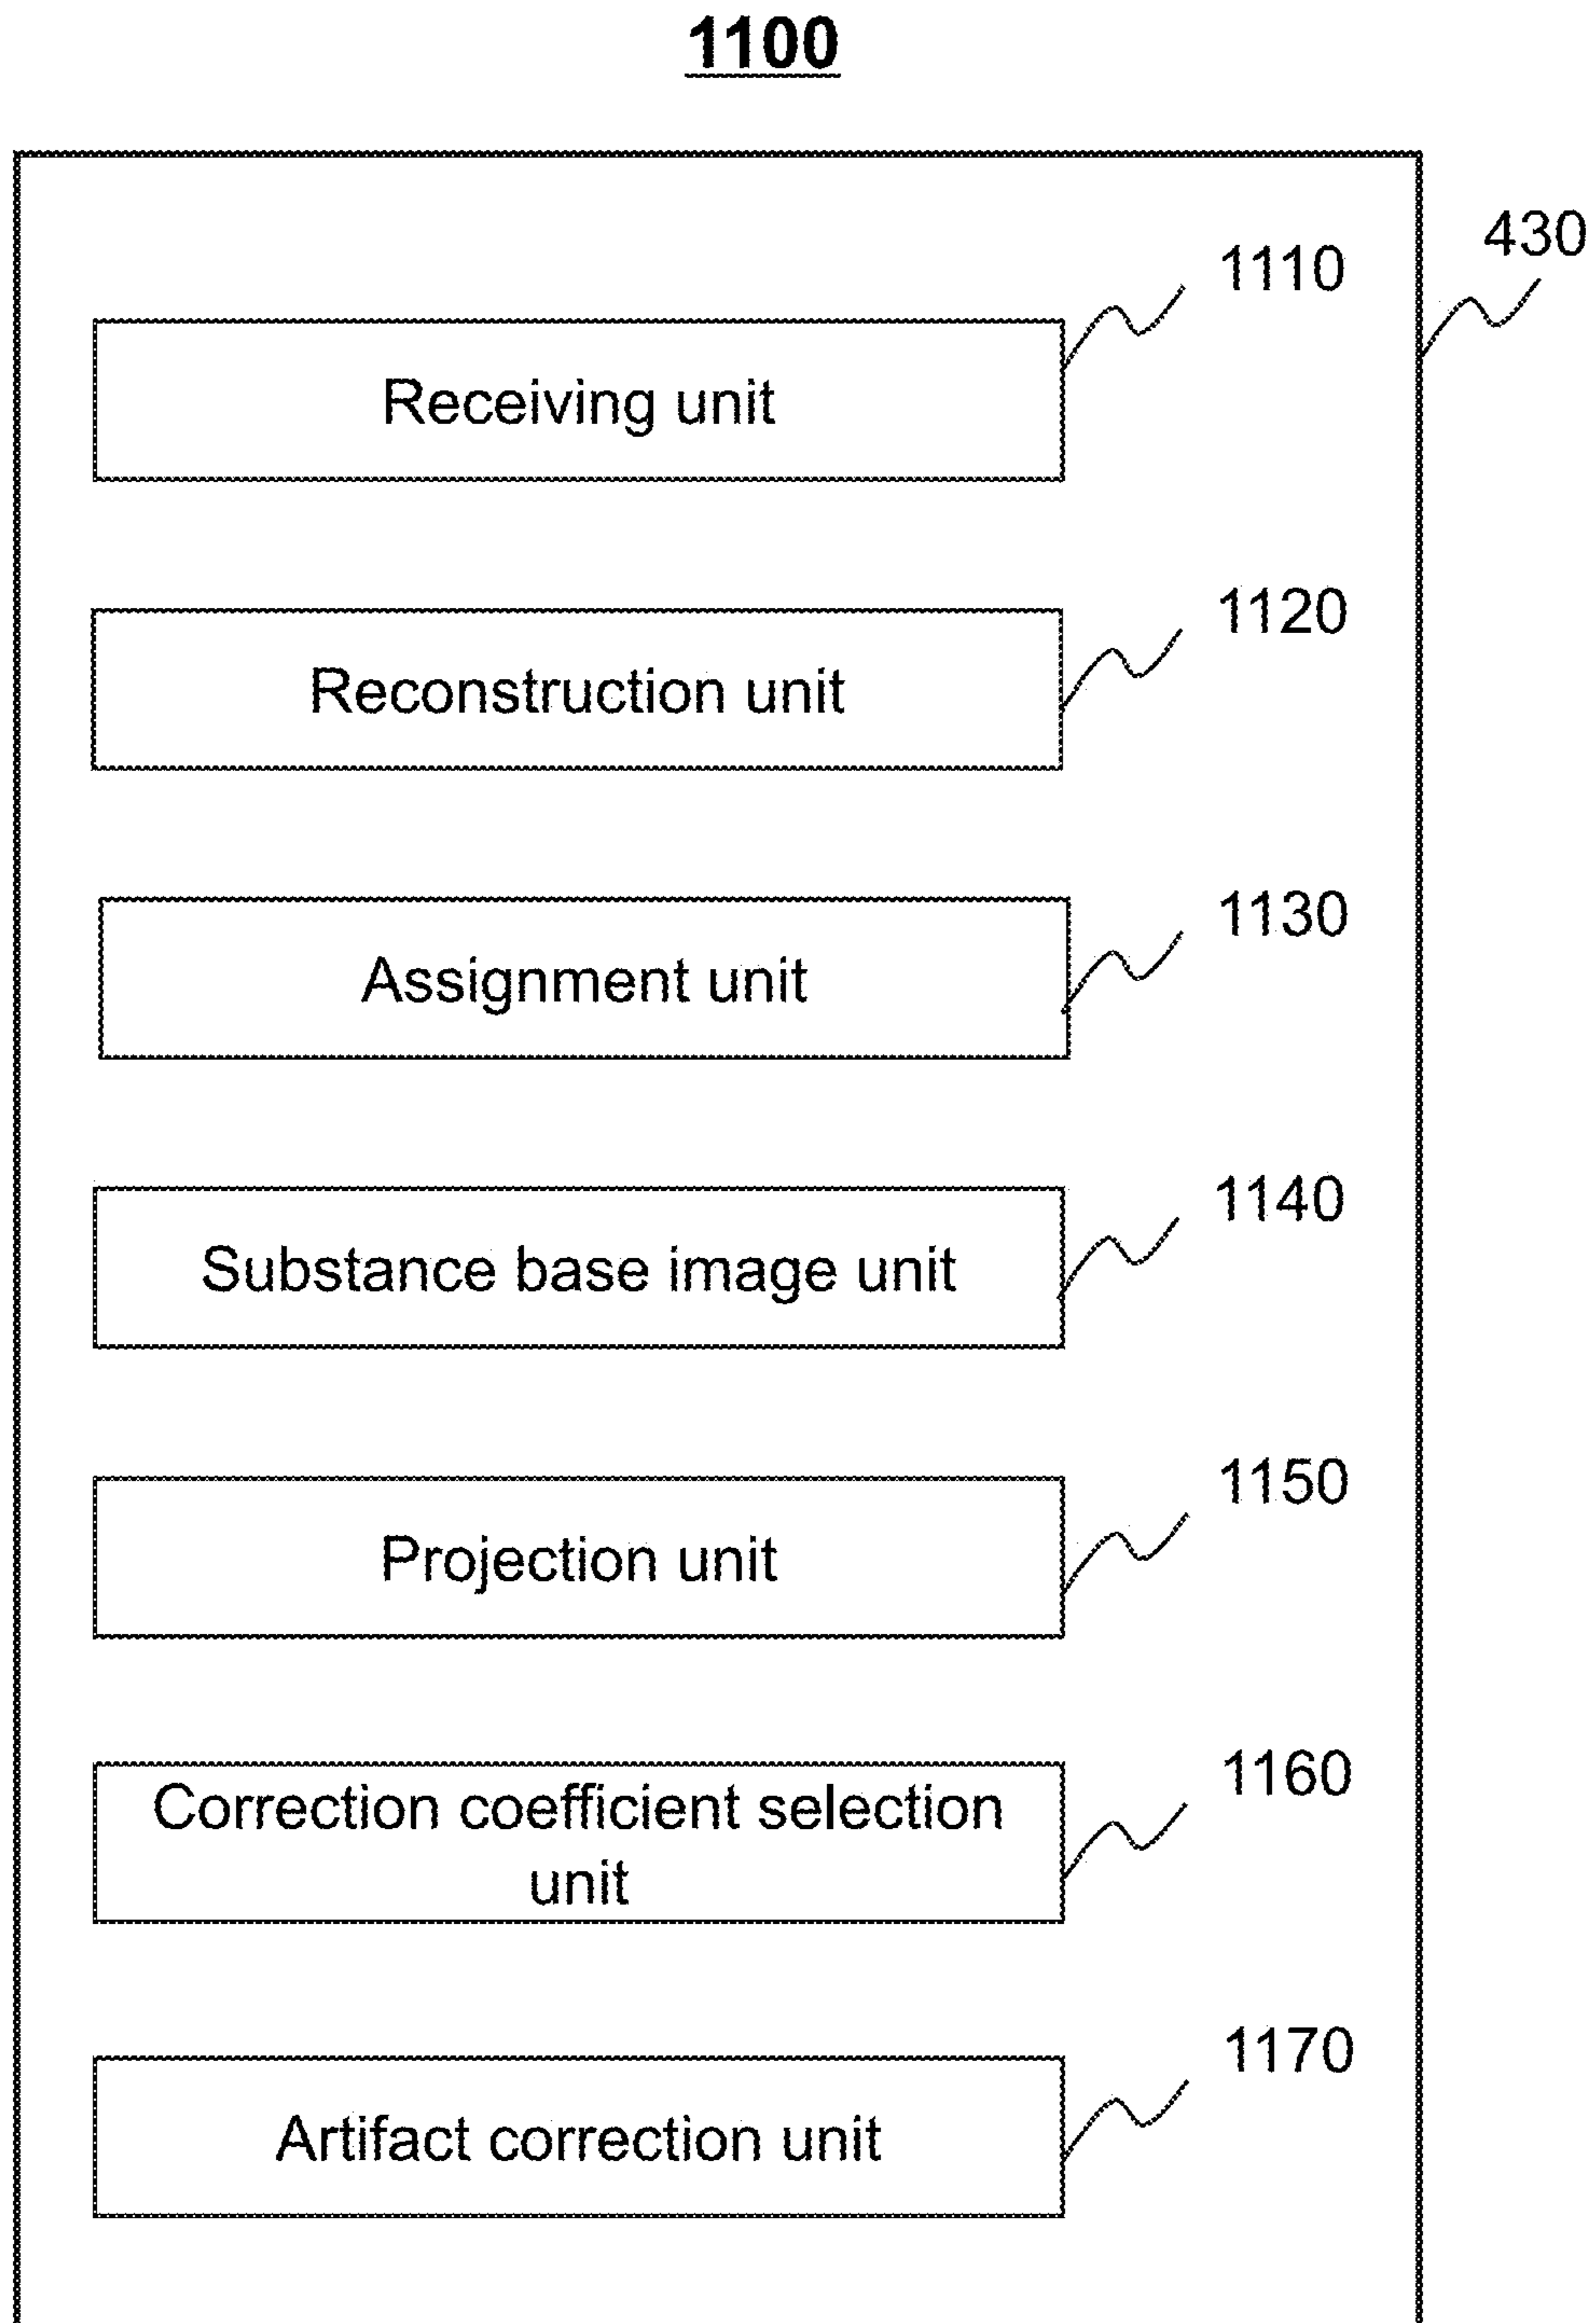 1100
430
1110
Receiving unit
1120
Reconstruction unit
1130
Assignment unit
1140
Substance base image unit
1150
Projection unit
1160
Correction coefficient selection
unit
1170
Artifact correction unit